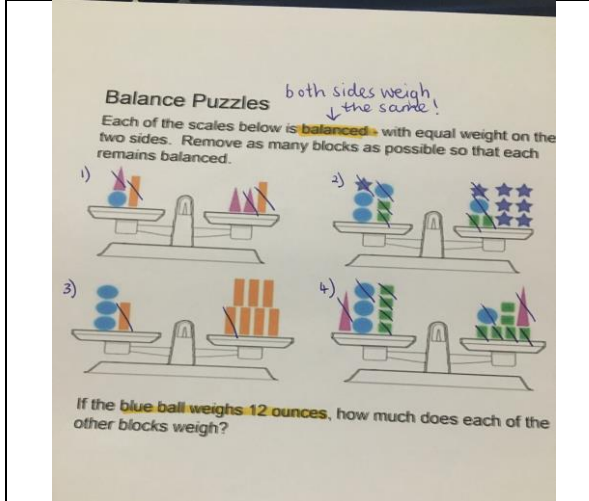 both sides weigh
Balance Puzzles ↓ the same!
Each of the scales below is balanced - with equal weight on the
two sides. Remove as many blocks as possible so that each
remains balanced.
1)
2)
3)
4)
If the blue ball weighs 12 ounces, how much does each of the
other blocks weigh?